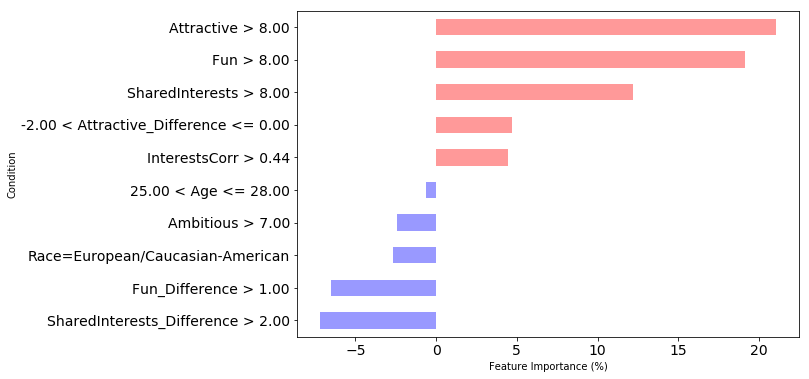 Attractive > 8.00
Fun > 8.00
SharedInterests > 8.00
-2.00 < Attractive_Difference <= 0.00
InterestsCorr > 0.44
25.00 < Age <= 28.00
Ambitious > 7.00
Race=European/Caucasian-American
Fun_Difference > 1.00
SharedInterests_Difference > 2.00
Condition
−5 0 5 10 15 20
Feature Importance (%)